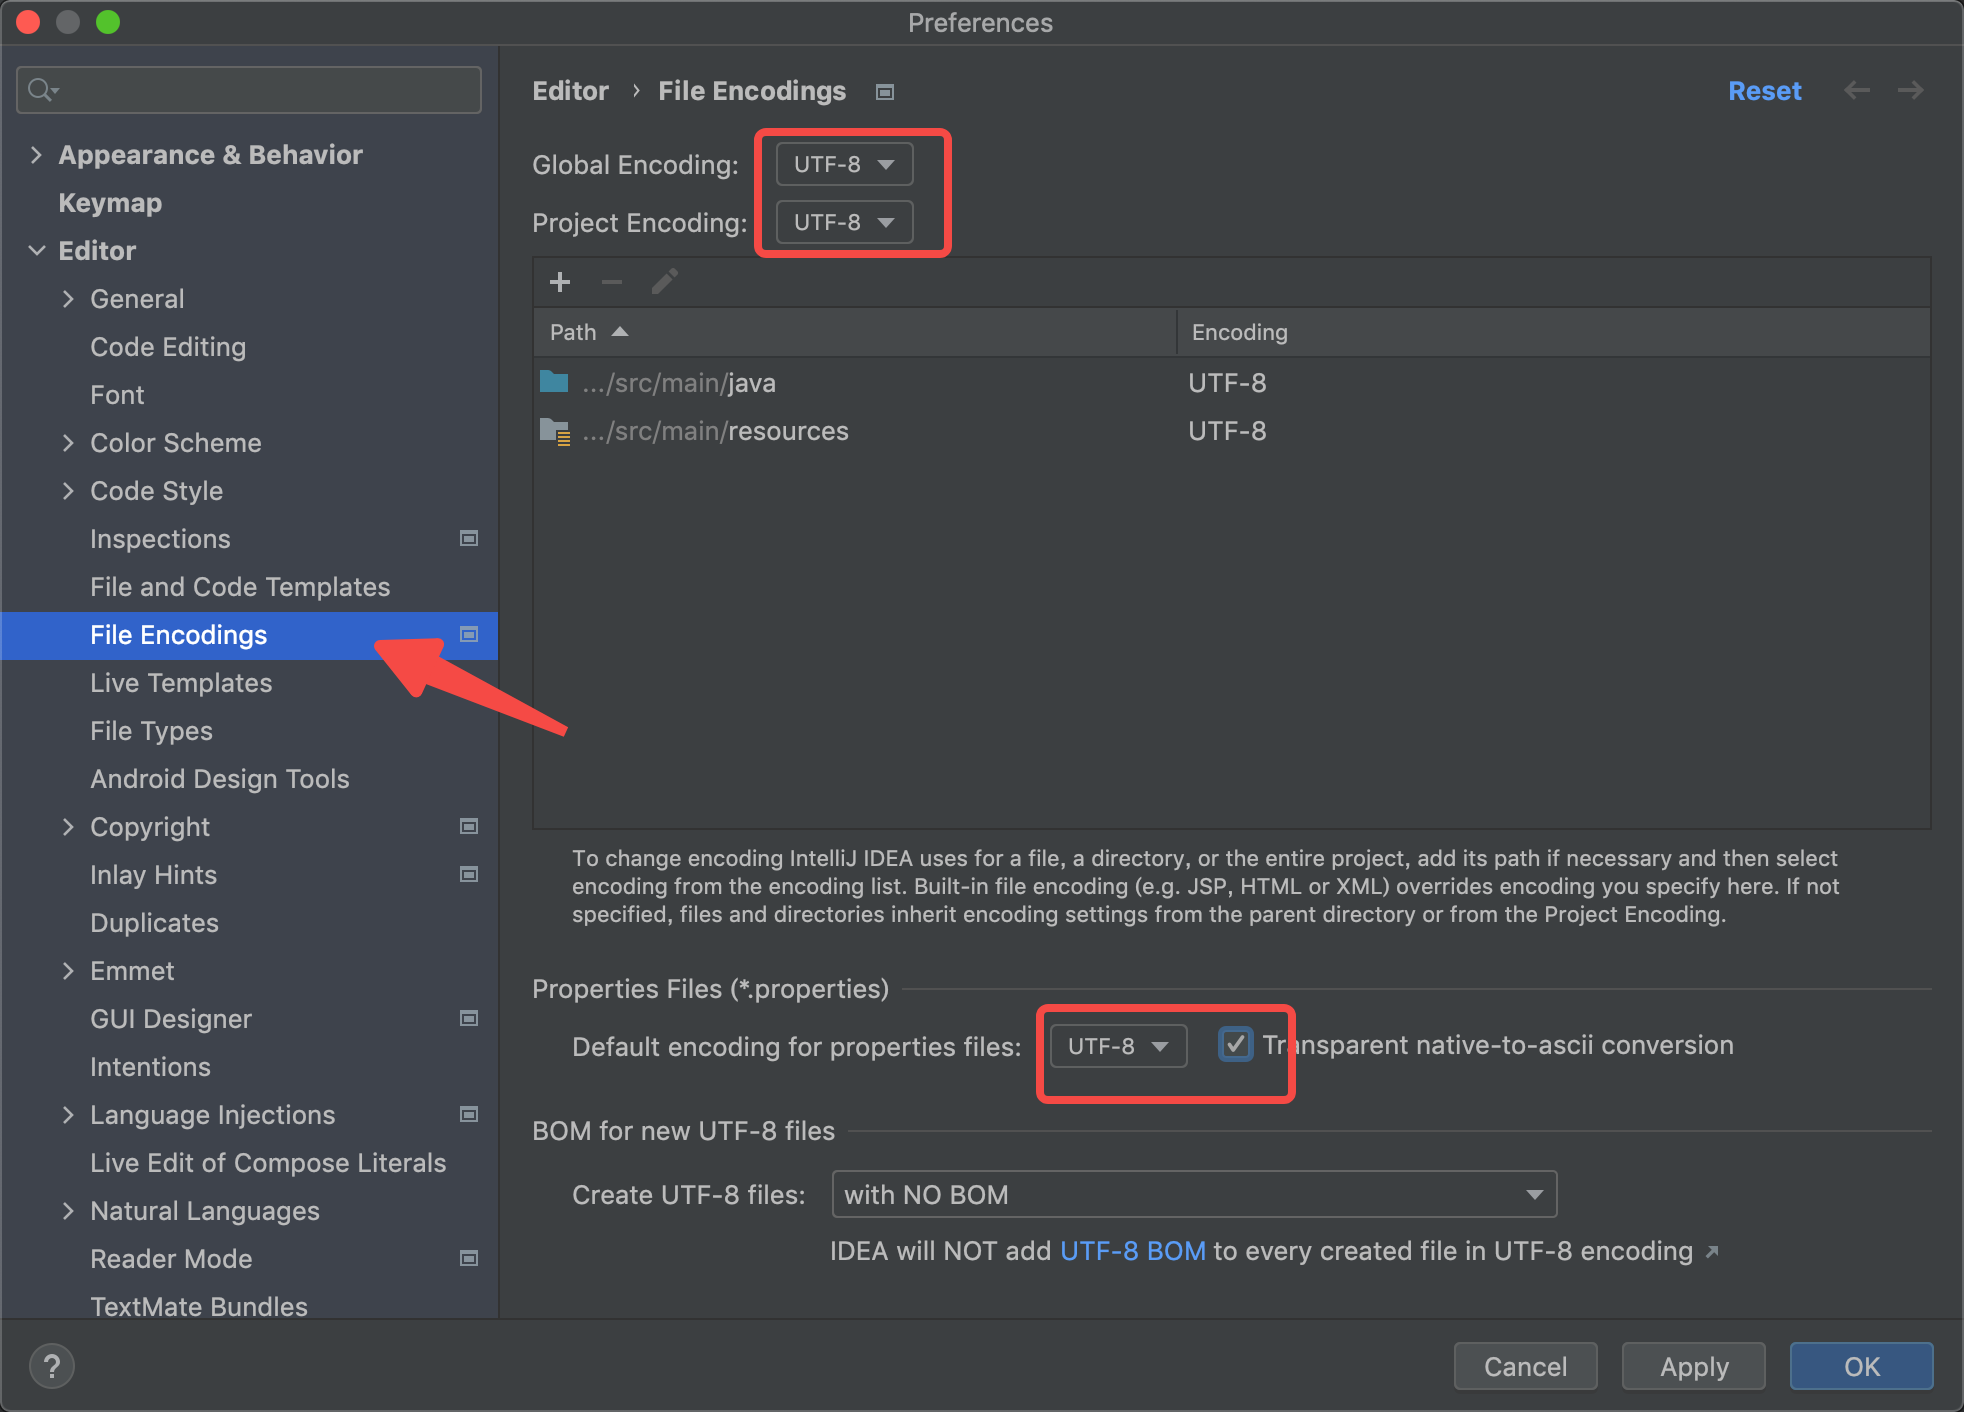 Preferences
Appearance & Behavior
Keymap
Editor
General
Code Editing
Font
Color Scheme
Code Style
Inspections
File and Code Templates
File Encodings
Live Templates
File Types
Android Design Tools
Copyright
Inlay Hints
Duplicates
Emmet
GUI Designer
Intentions
Language Injections
Live Edit of Compose Literals
Natural Languages
Reader Mode
TextMate Bundles
Editor › File Encodings
Reset
Global Encoding: UTF-8
Project Encoding: UTF-8
Path Encoding
.../src/main/java UTF-8
.../src/main/resources UTF-8
To change encoding IntelliJ IDEA uses for a file, a directory, or the entire project, add its path if necessary and then select
encoding from the encoding list. Built-in file encoding (e.g. JSP, HTML or XML) overrides encoding you specify here. If not
specified, files and directories inherit encoding settings from the parent directory or from the Project Encoding.
Properties Files (*.properties)
Default encoding for properties files: UTF-8 Transparent native-to-ascii conversion
BOM for new UTF-8 files
Create UTF-8 files: with NO BOM
IDEA will NOT add UTF-8 BOM to every created file in UTF-8 encoding
? Cancel Apply OK